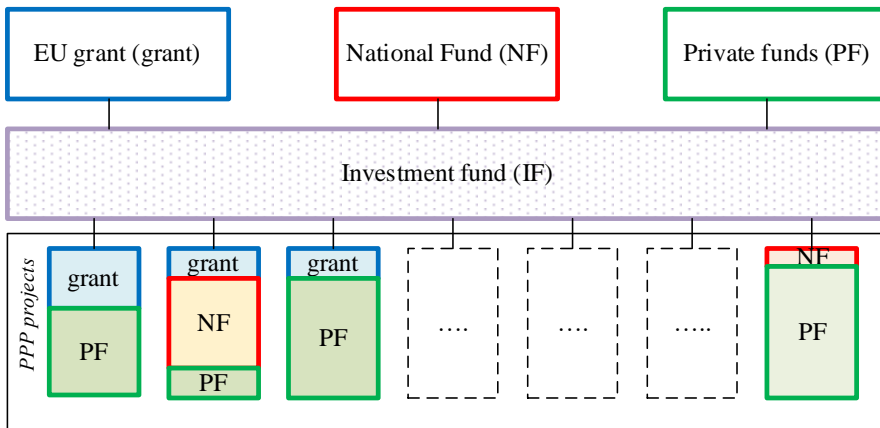 EU grant (grant)
National Fund (NF)
Private funds (PF)
Investment fund (IF)
PPP projects
grant
PF
grant
NF
PF
grant
PF
....
....
.....
NF
PF